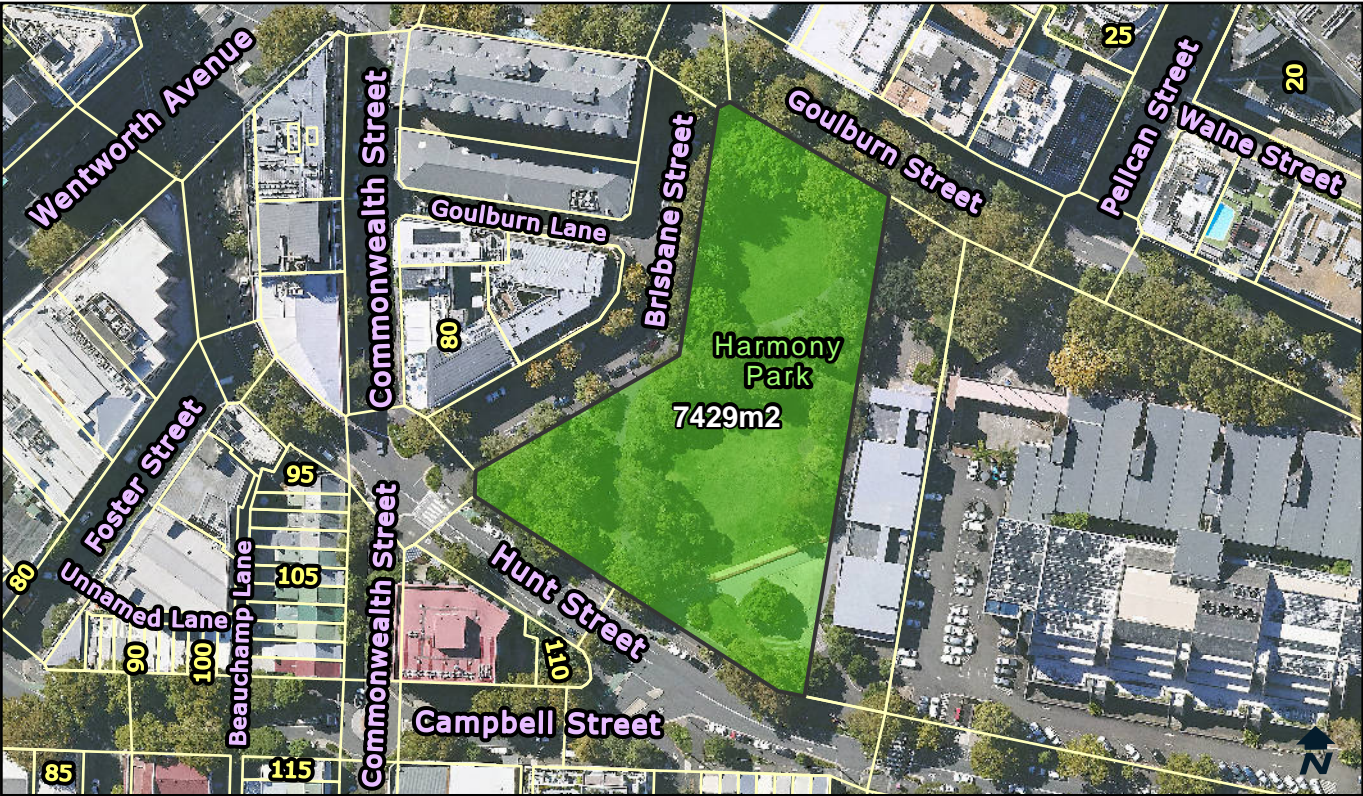 25
20
Wentworth Avenue
Commonwealth Street
Goulburn Street
Pelican Street
Walne Street
Brisbane Street
Goulburn Lane
80
Harmony
Park
7429m2
Foster Street
95
Commonwealth Street
Hunt Street
80
Unnamed Lane
Beauchamp Lane
105
90
100
110
Campbell Street
85
115
N